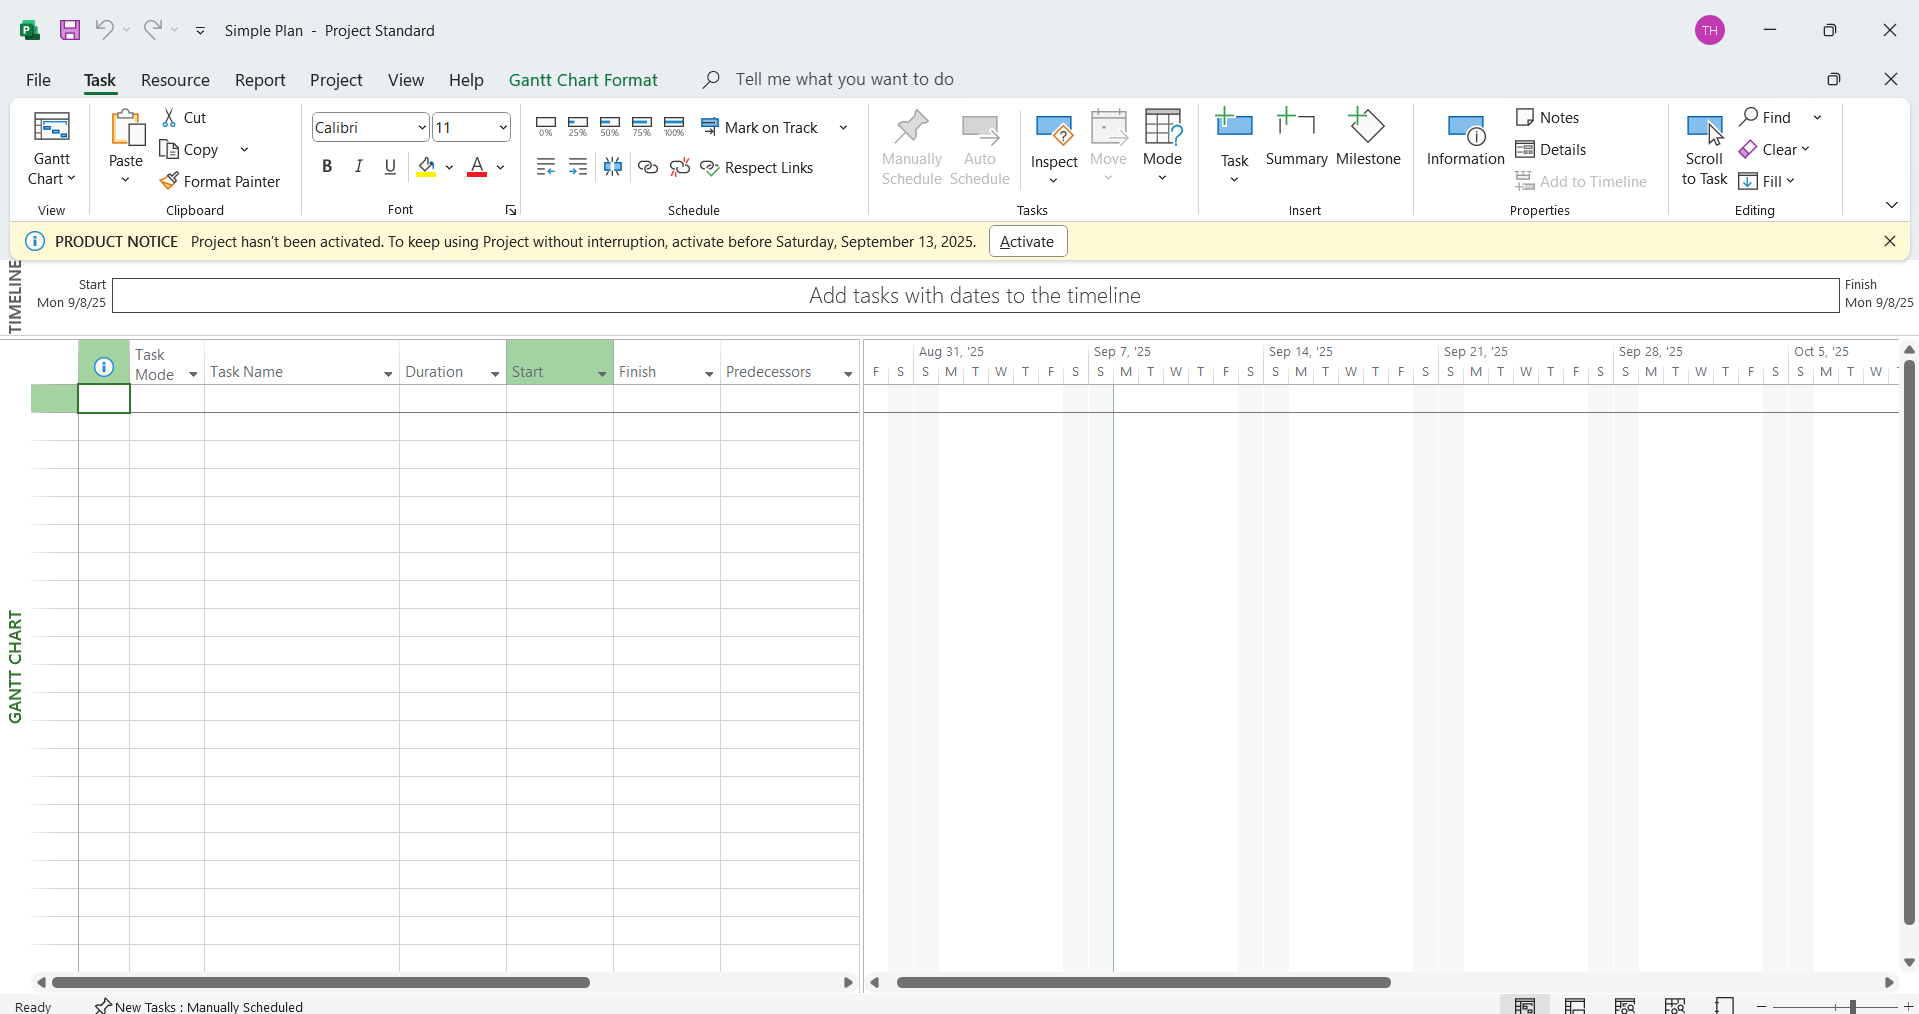 Simple Plan - Project Standard
TH
File Task Resource Report Project View Help Gantt Chart Format Tell me what you want to do
Gantt Chart
View
Paste
Cut
Copy
Format Painter
Clipboard
Calibri 11
B I U A
Font
0% 25% 50% 75% 100%
Mark on Track
Respect Links
Schedule
Manually Schedule
Auto Schedule
Inspect
Move
Mode
Tasks
Task
Summary
Milestone
Insert
Information
Notes
Details
Add to Timeline
Properties
Scroll to Task
Find
Clear
Fill
Editing
PRODUCT NOTICE Project hasn't been activated. To keep using Project without interruption, activate before Saturday, September 13, 2025. Activate
TIMELINE
Start
Mon 9/8/25
Add tasks with dates to the timeline
Finish
Mon 9/8/25
Task Mode
Task Name
Duration
Start
Finish
Predecessors
Aug 31, '25 Sep 7, '25 Sep 14, '25 Sep 21, '25 Sep 28, '25 Oct 5, '25
F S S M T W T F S S M T W T F S S M T W T F S S M T W T F S S M T W T F S S M T W
GANTT CHART
Ready
New Tasks : Manually Scheduled